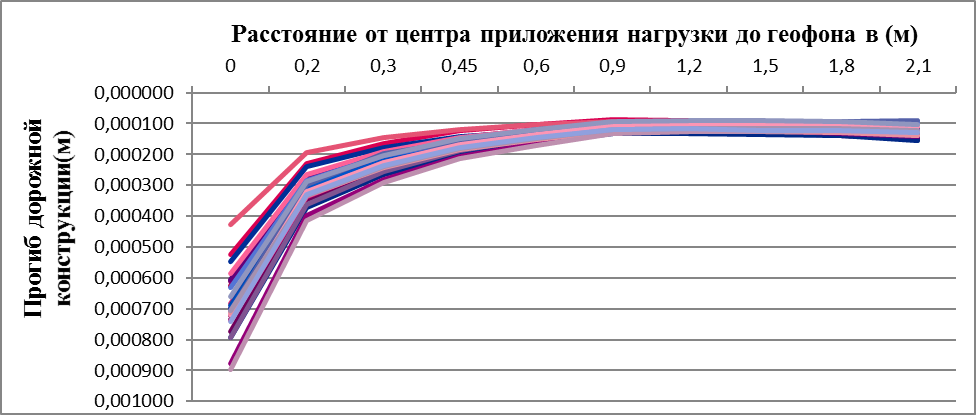 Расстояние от центра приложения нагрузки до геофона в (м)
0 0,2 0,3 0,45 0,6 0,9 1,2 1,5 1,8 2,1
Прогиб дорожной
конструкции(м)
0,000000
0,000100
0,000200
0,000300
0,000400
0,000500
0,000600
0,000700
0,000800
0,000900
0,001000